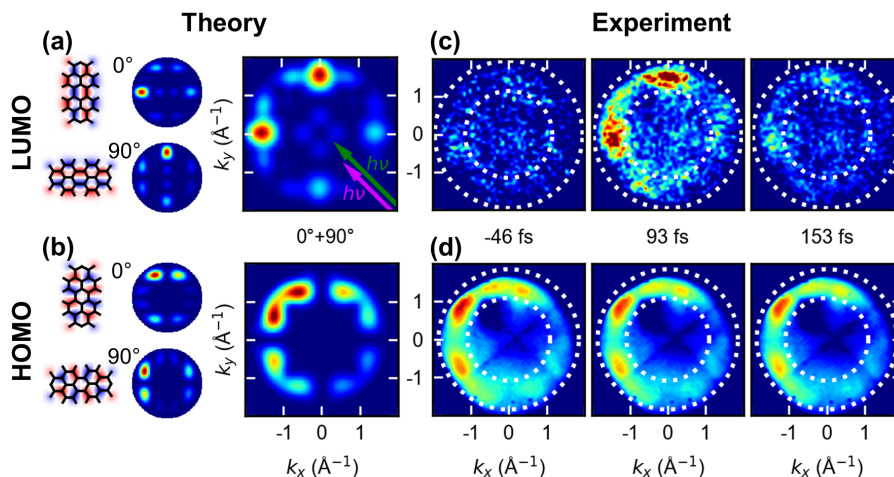 Theory
Experiment
(a)
(c)
LUMO
0°
90°
k_y (Å⁻¹)
hν
hν
1
0
-1
0°+90°
-46 fs
93 fs
153 fs
(b)
(d)
HOMO
0°
90°
k_y (Å⁻¹)
1
0
-1
-1 0 1
-1 0 1
-1 0 1
-1 0 1
k_x (Å⁻¹)
k_x (Å⁻¹)
k_x (Å⁻¹)
k_x (Å⁻¹)